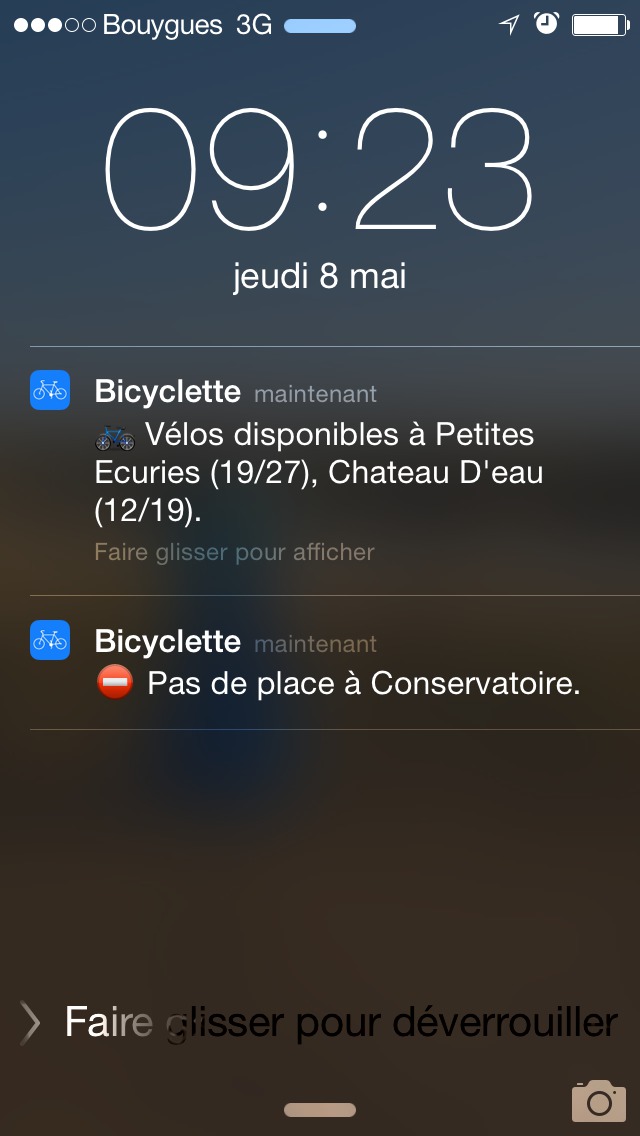 Bouygues 3G
09:23
jeudi 8 mai
Bicyclette maintenant
🚲 Vélos disponibles à Petites
Ecuries (19/27), Chateau D'eau
(12/19).
Faire glisser pour afficher
Bicyclette maintenant
⛔ Pas de place à Conservatoire.
Faire glisser pour déverrouiller